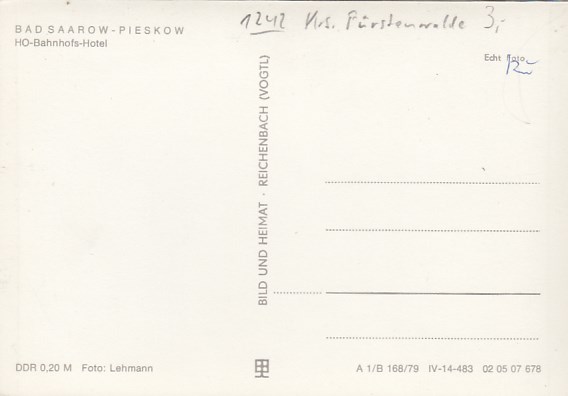 1242 Krs. Fürstenwalde 3,-
BAD SAAROW-PIESKOW
HO-Bahnhofs-Hotel
Echt Foto
BILD UND HEIMAT · REICHENBACH (VOGTL)
DDR 0,20 M Foto: Lehmann
A 1/B 168/79 IV-14-483 02 05 07 678